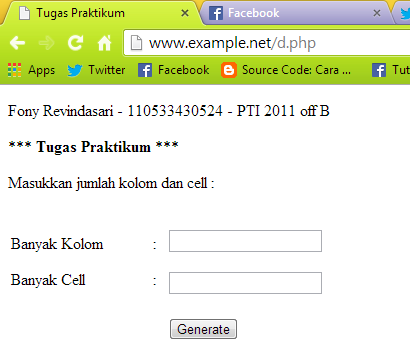 Tugas Praktikum
Facebook
www.example.net/d.php
Apps Twitter Facebook Source Code: Cara ... Tut
Fony Revindasari - 110533430524 - PTI 2011 off B
*** Tugas Praktikum ***
Masukkan jumlah kolom dan cell :
Banyak Kolom :
Banyak Cell :
Generate